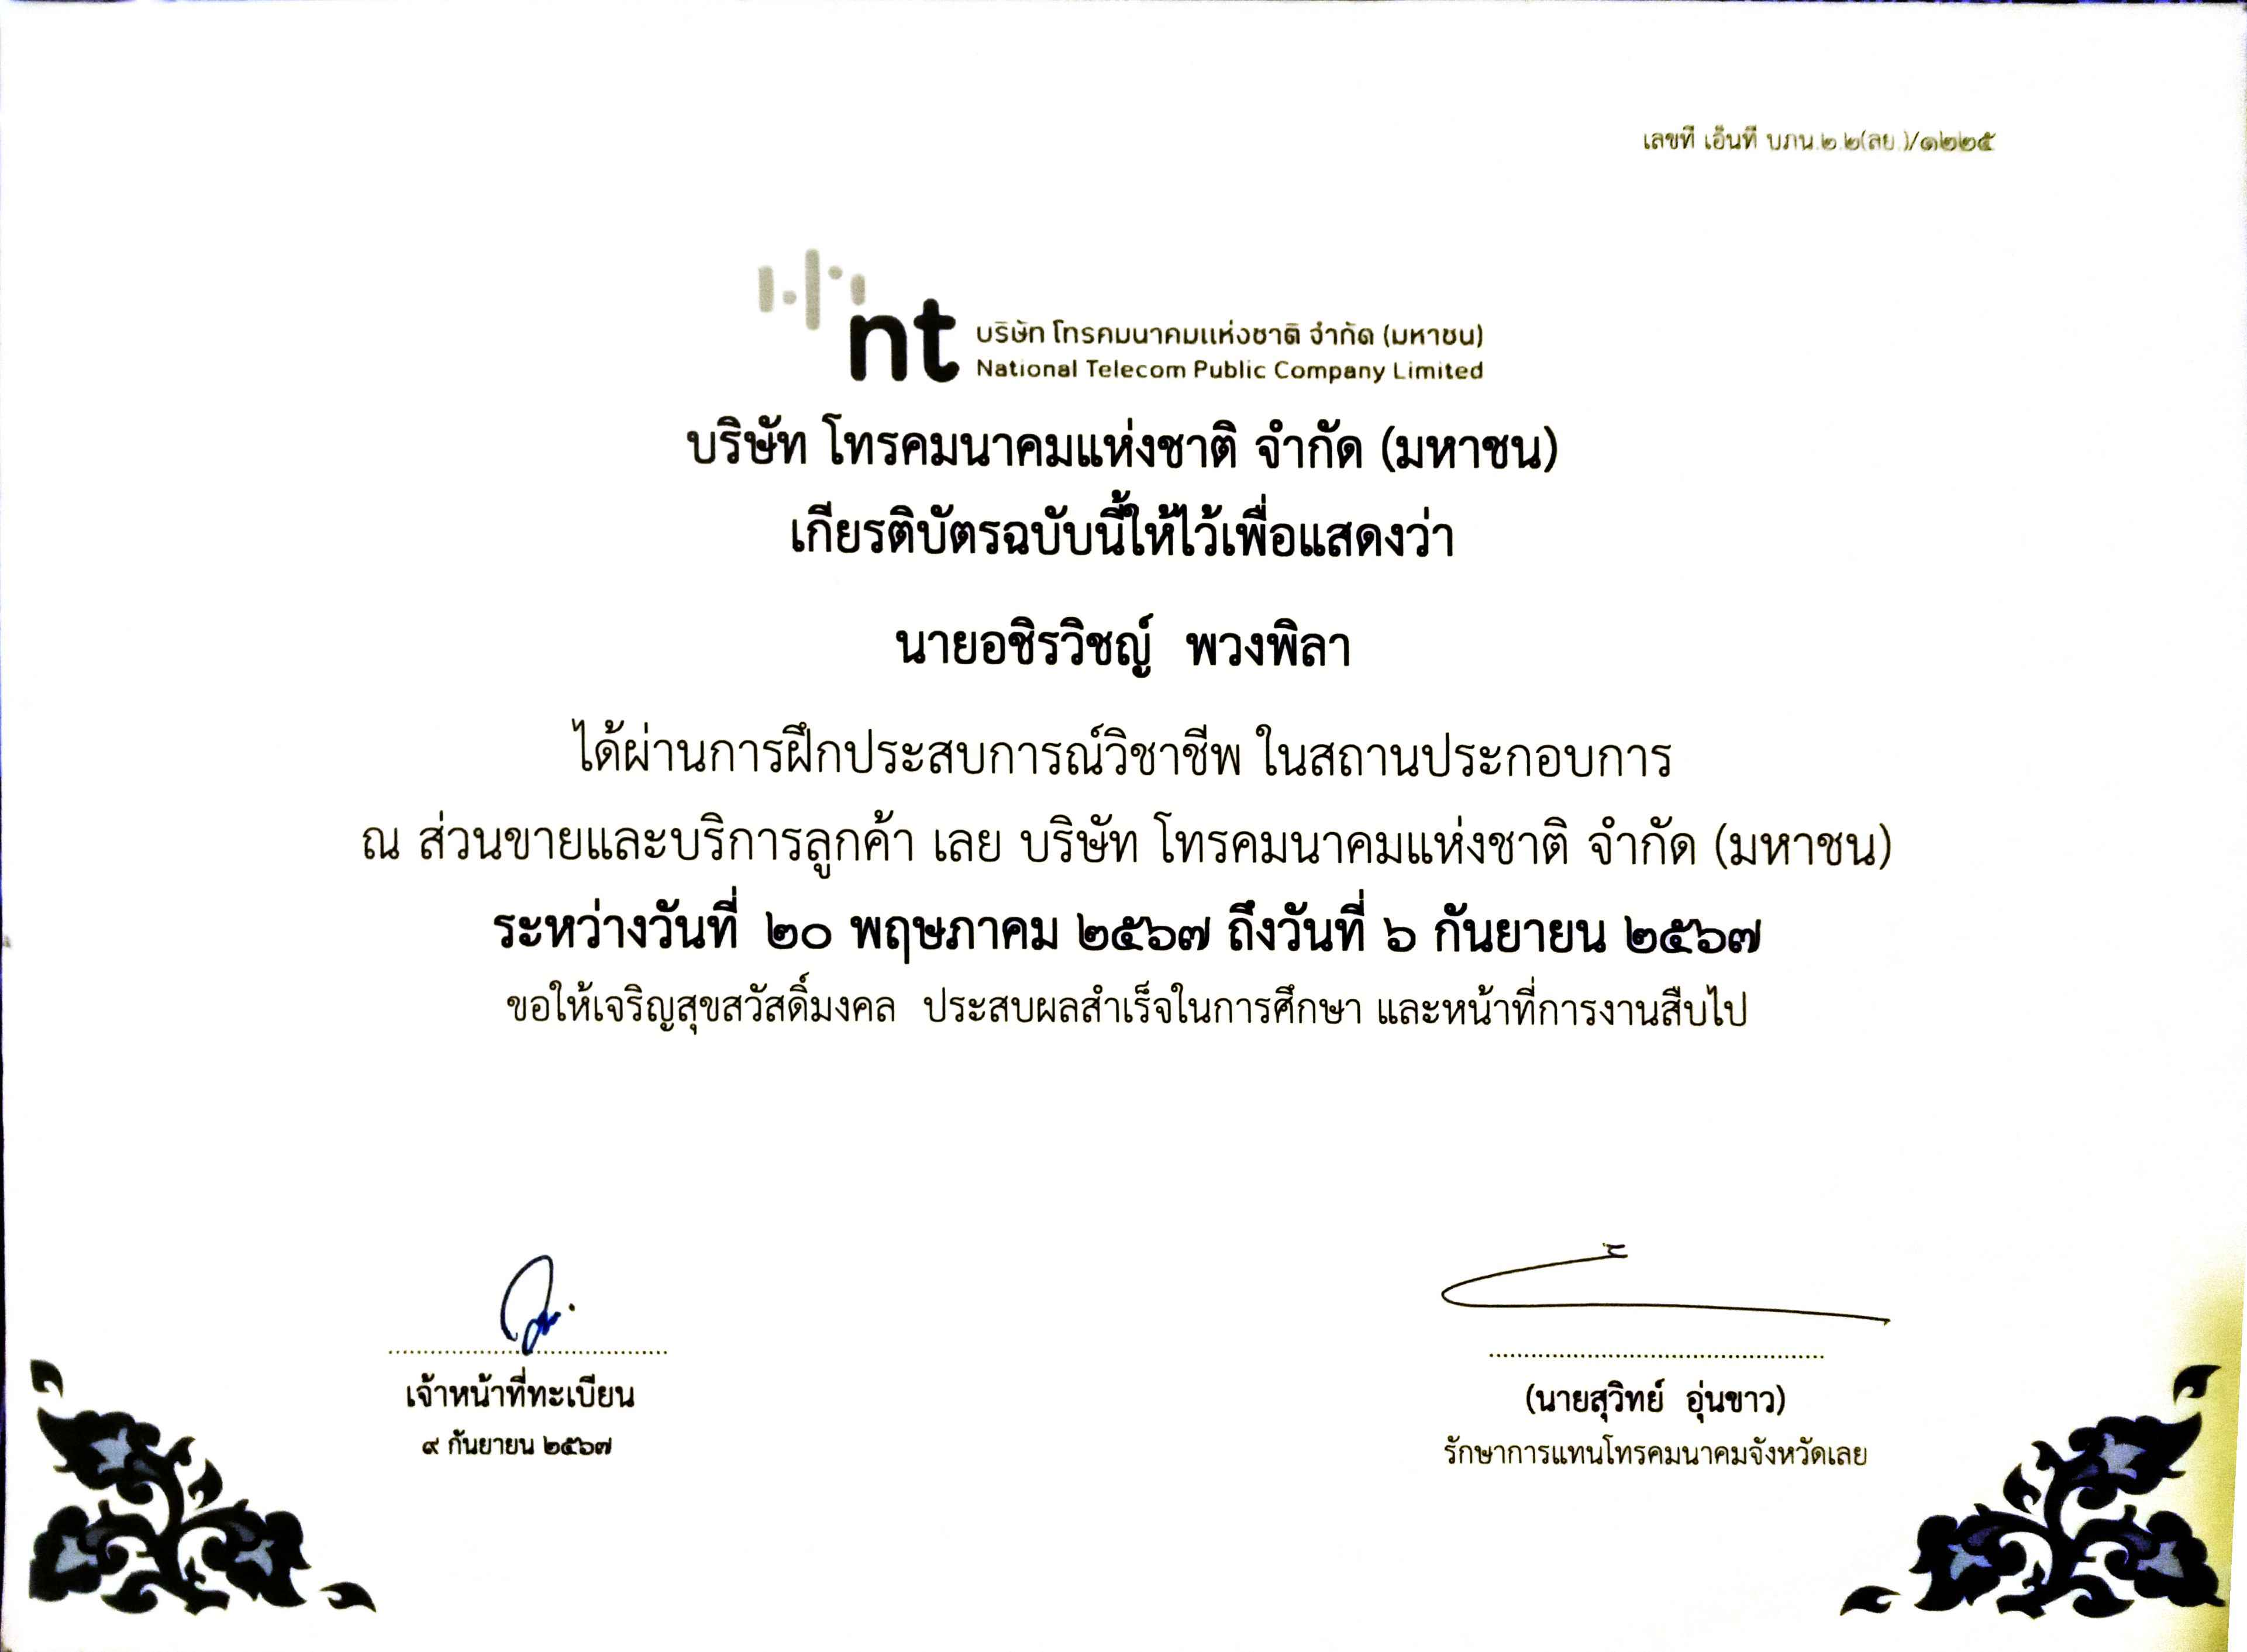 เลขที่ เอ็นที บภน.๒.๒(ลย.)/๑๒๒๕
nt
บริษัท โทรคมนาคมแห่งชาติ จำกัด (มหาชน)
National Telecom Public Company Limited
บริษัท โทรคมนาคมแห่งชาติ จำกัด (มหาชน)
เกียรติบัตรฉบับนี้ให้ไว้เพื่อแสดงว่า
นายอชิรวิชญ์ พวงพิลา
ได้ผ่านการฝึกประสบการณ์วิชาชีพ ในสถานประกอบการ
ณ ส่วนขายและบริการลูกค้า เลย บริษัท โทรคมนาคมแห่งชาติ จำกัด (มหาชน)
ระหว่างวันที่ ๒๐ พฤษภาคม ๒๕๖๗ ถึงวันที่ ๖ กันยายน ๒๕๖๗
ขอให้เจริญสุขสวัสดิ์มงคล ประสบผลสำเร็จในการศึกษา และหน้าที่การงานสืบไป
เจ้าหน้าที่ทะเบียน
๙ กันยายน ๒๕๖๗
(นายสุวิทย์ อุ่นขาว)
รักษาการแทนโทรคมนาคมจังหวัดเลย